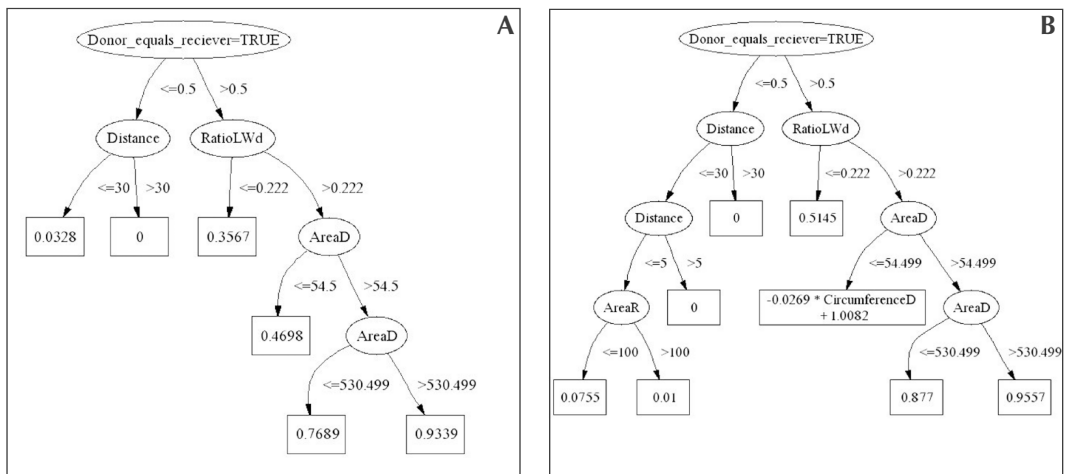 A
Donor_equals_reciever=TRUE
<=0.5 >0.5
Distance RatioLWd
<=30 >30 <=0.222 >0.222
0.0328 0 0.3567 AreaD
<=54.5 >54.5
0.4698 AreaD
<=530.499 >530.499
0.7689 0.9339
B
Donor_equals_reciever=TRUE
<=0.5 >0.5
Distance RatioLWd
<=30 >30 <=0.222 >0.222
Distance 0 0.5145 AreaD
<=5 >5 <=54.499 >54.499
AreaR 0 -0.0269 * CircumferenceD
+ 1.0082 AreaD
<=100 >100 <=530.499 >530.499
0.0755 0.01 0.877 0.9557